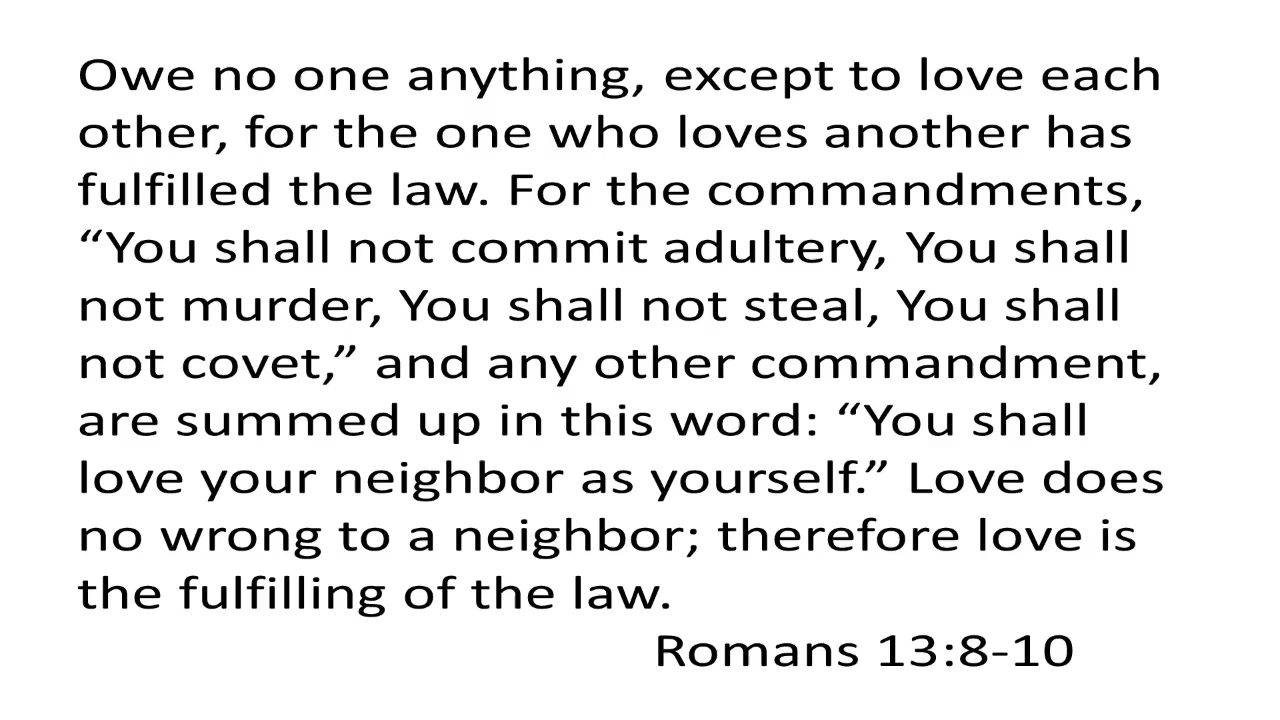 Owe no one anything, except to love each
other, for the one who loves another has
fulfilled the law. For the commandments,
“You shall not commit adultery, You shall
not murder, You shall not steal, You shall
not covet,” and any other commandment,
are summed up in this word: “You shall
love your neighbor as yourself.” Love does
no wrong to a neighbor; therefore love is
the fulfilling of the law.
Romans 13:8-10